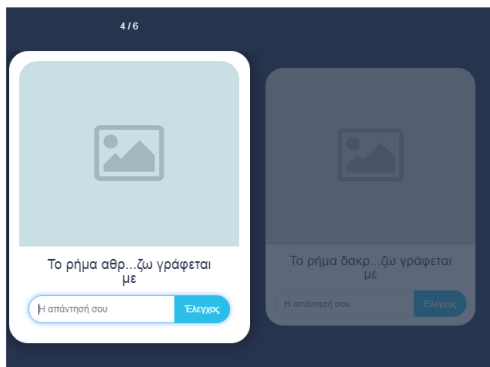 4 / 6
Το ρήμα αθρ...ζω γράφεται
με
Η απάντησή σου
Έλεγχος
Το ρήμα δακρ...ζω γράφεται
με
Η απάντησή σου
Έλεγχος